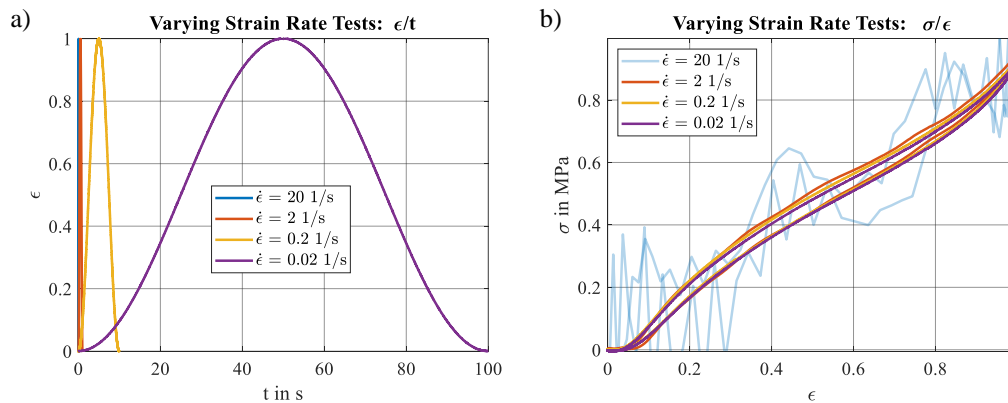 a)
Varying Strain Rate Tests: ϵ/t
1
0.8
0.6
0.4
0.2
0
ϵ
ϵ̇ = 20 1/s
ϵ̇ = 2 1/s
ϵ̇ = 0.2 1/s
ϵ̇ = 0.02 1/s
0 20 40 60 80 100
t in s
b)
Varying Strain Rate Tests: σ/ϵ
1
0.8
0.6
0.4
0.2
0
σ in MPa
ϵ̇ = 20 1/s
ϵ̇ = 2 1/s
ϵ̇ = 0.2 1/s
ϵ̇ = 0.02 1/s
0 0.2 0.4 0.6 0.8
ϵ